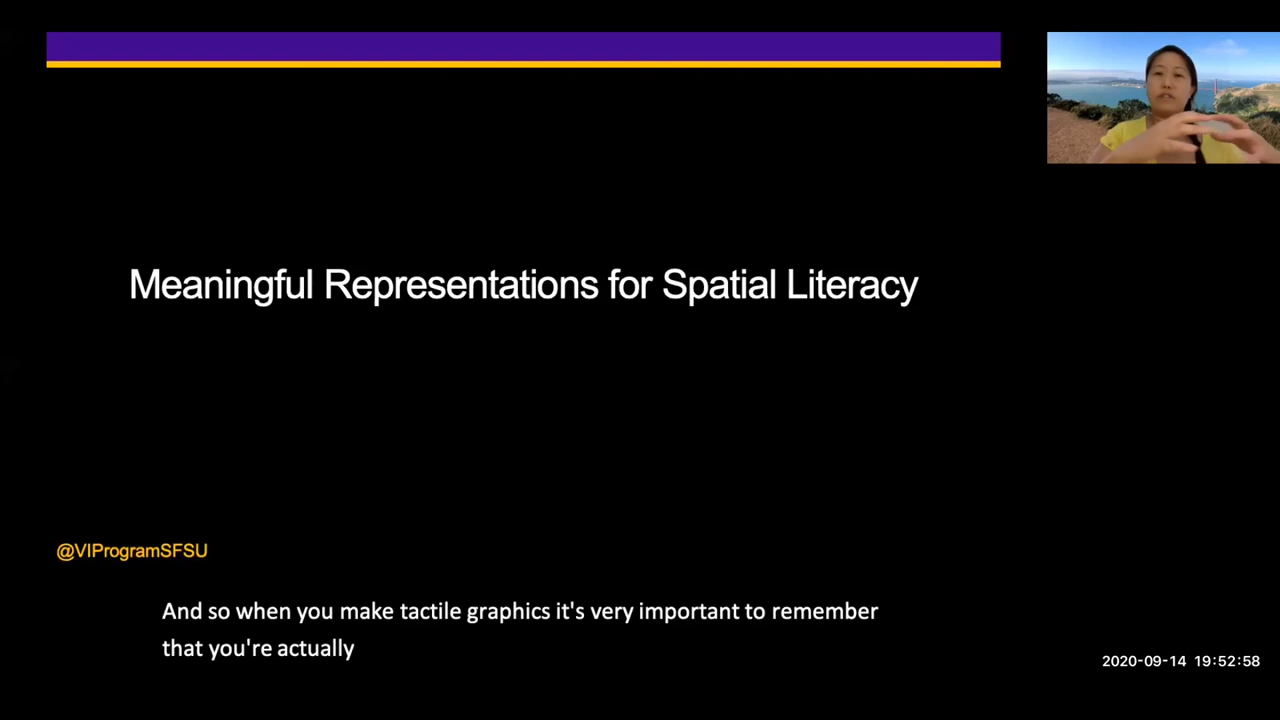 Meaningful Representations for Spatial Literacy
@VIProgramSFSU
And so when you make tactile graphics it's very important to remember
that you're actually
2020-09-14 19:52:58